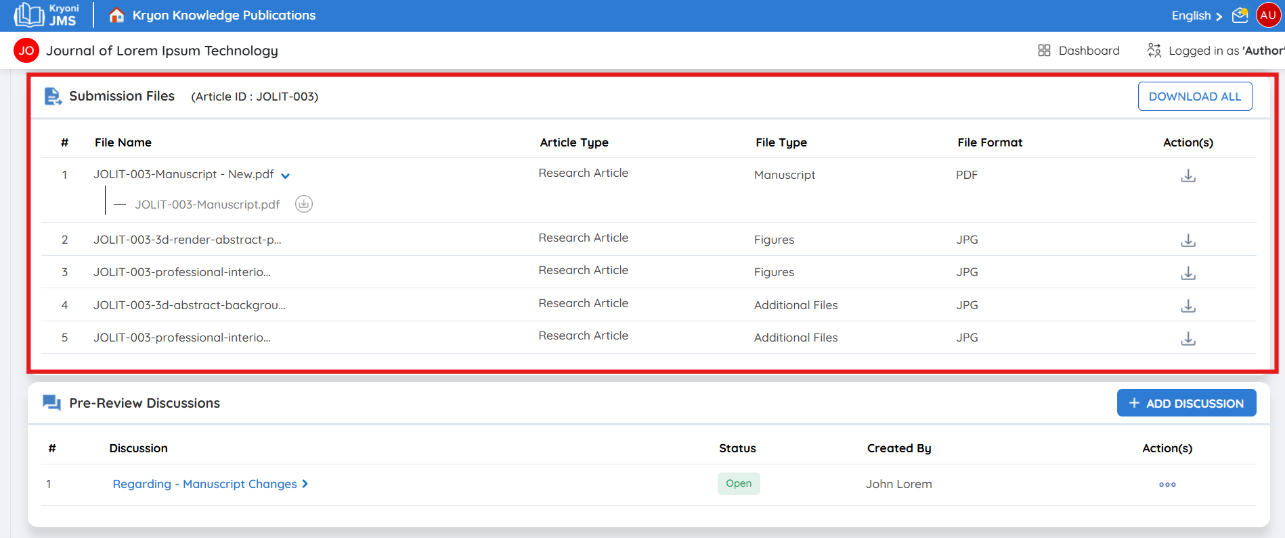 Kryoni JMS Kryon Knowledge Publications English AU
JO Journal of Lorem Ipsum Technology Dashboard Logged in as 'Author'
Submission Files (Article ID : JOLIT-003) DOWNLOAD ALL
# File Name Article Type File Type File Format Action(s)
1 JOLIT-003-Manuscript - New.pdf Research Article Manuscript PDF
— JOLIT-003-Manuscript.pdf
2 JOLIT-003-3d-render-abstract-p... Research Article Figures JPG
3 JOLIT-003-professional-interio... Research Article Figures JPG
4 JOLIT-003-3d-abstract-backgrou... Research Article Additional Files JPG
5 JOLIT-003-professional-interio... Research Article Additional Files JPG
Pre-Review Discussions + ADD DISCUSSION
# Discussion Status Created By Action(s)
1 Regarding - Manuscript Changes Open John Lorem